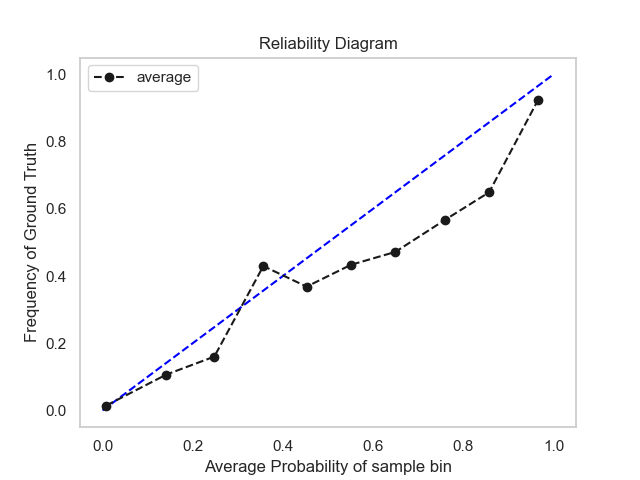 Reliability Diagram
average
Frequency of Ground Truth
1.0
0.8
0.6
0.4
0.2
0.0
0.0 0.2 0.4 0.6 0.8 1.0
Average Probability of sample bin